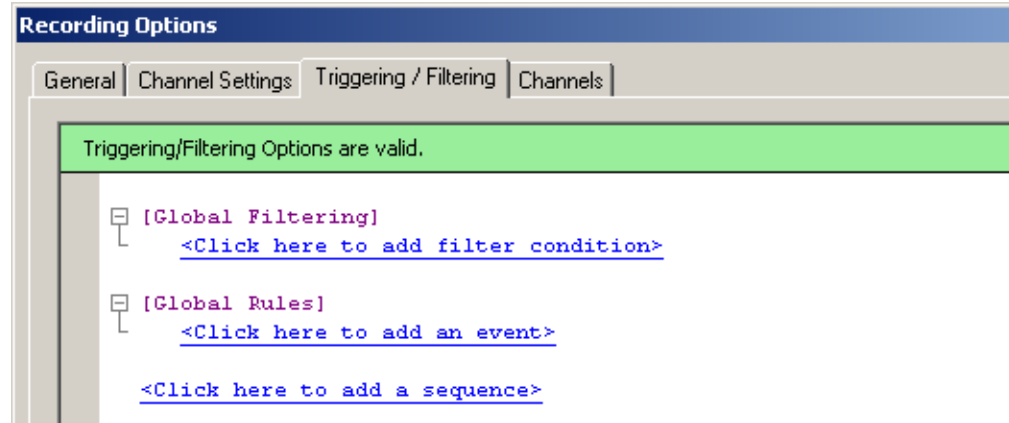 Recording Options
General Channel Settings Triggering / Filtering Channels
Triggering/Filtering Options are valid.
[Global Filtering]
<Click here to add filter condition>
[Global Rules]
<Click here to add an event>
<Click here to add a sequence>